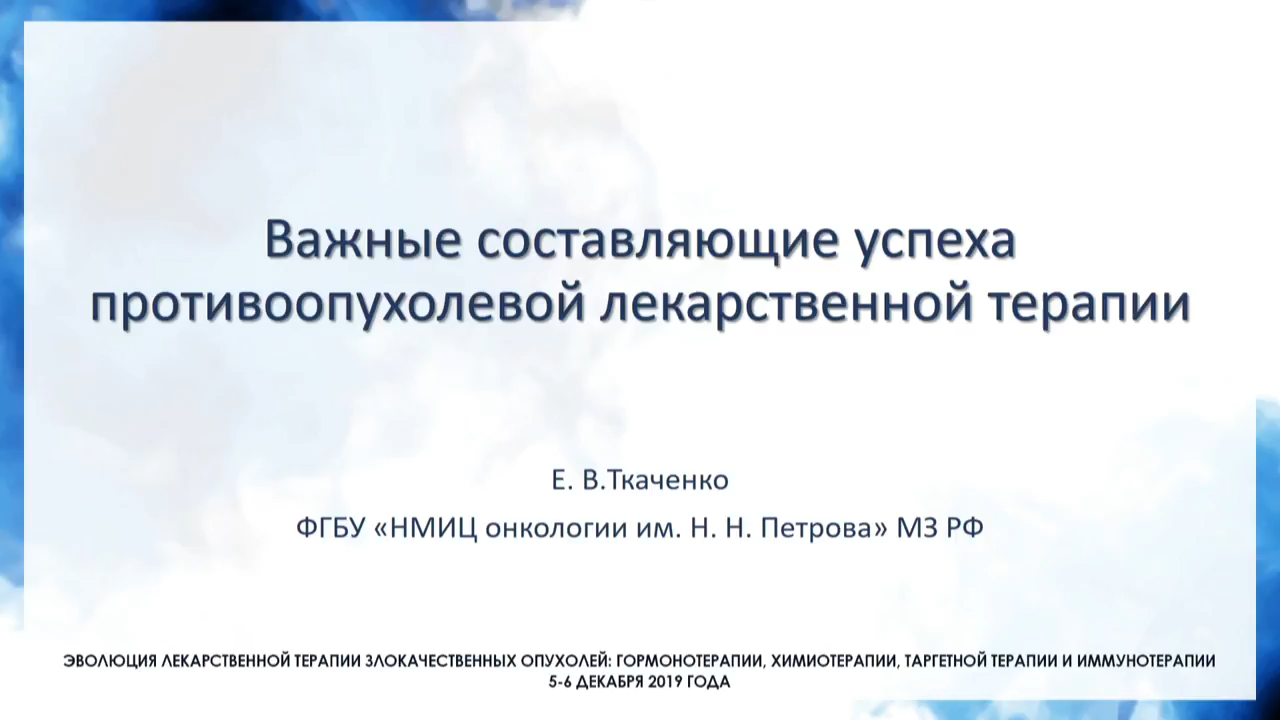 Важные составляющие успеха
противоопухолевой лекарственной терапии
Е. В.Ткаченко
ФГБУ «НМИЦ онкологии им. Н. Н. Петрова» МЗ РФ
ЭВОЛЮЦИЯ ЛЕКАРСТВЕННОЙ ТЕРАПИИ ЗЛОКАЧЕСТВЕННЫХ ОПУХОЛЕЙ: ГОРМОНОТЕРАПИИ, ХИМИОТЕРАПИИ, ТАРГЕТНОЙ ТЕРАПИИ И ИММУНОТЕРАПИИ
5-6 ДЕКАБРЯ 2019 ГОДА